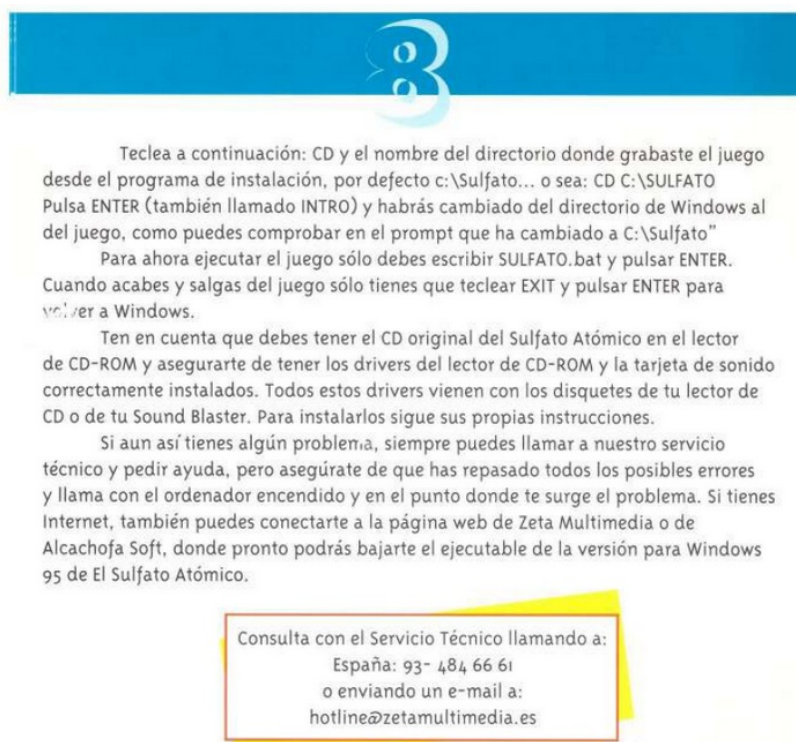 8
Teclea a continuación: CD y el nombre del directorio donde grabaste el juego
desde el programa de instalación, por defecto c:\Sulfato... o sea: CD C:\SULFATO
Pulsa ENTER (también llamado INTRO) y habrás cambiado del directorio de Windows al
del juego, como puedes comprobar en el prompt que ha cambiado a C:\Sulfato”
Para ahora ejecutar el juego sólo debes escribir SULFATO.bat y pulsar ENTER.
Cuando acabes y salgas del juego sólo tienes que teclear EXIT y pulsar ENTER para
volver a Windows.
Ten en cuenta que debes tener el CD original del Sulfato Atómico en el lector
de CD-ROM y asegurarte de tener los drivers del lector de CD-ROM y la tarjeta de sonido
correctamente instalados. Todos estos drivers vienen con los disquetes de tu lector de
CD o de tu Sound Blaster. Para instalarlos sigue sus propias instrucciones.
Si aun así tienes algún problema, siempre puedes llamar a nuestro servicio
técnico y pedir ayuda, pero asegúrate de que has repasado todos los posibles errores
y llama con el ordenador encendido y en el punto donde te surge el problema. Si tienes
Internet, también puedes conectarte a la página web de Zeta Multimedia o de
Alcachofa Soft, donde pronto podrás bajarte el ejecutable de la versión para Windows
95 de El Sulfato Atómico.
Consulta con el Servicio Técnico llamando a:
España: 93- 484 66 61
o enviando un e-mail a:
hotline@zetamultimedia.es